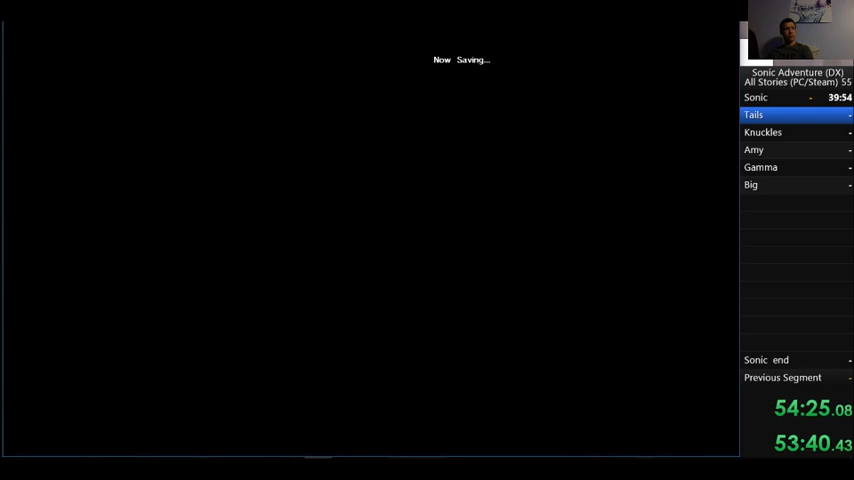 Now Saving...
Sonic Adventure (DX)
All Stories (PC/Steam) 55
Sonic - 39:54
Tails -
Knuckles -
Amy -
Gamma -
Big -
Sonic end -
Previous Segment -
54:25.08
53:40.43